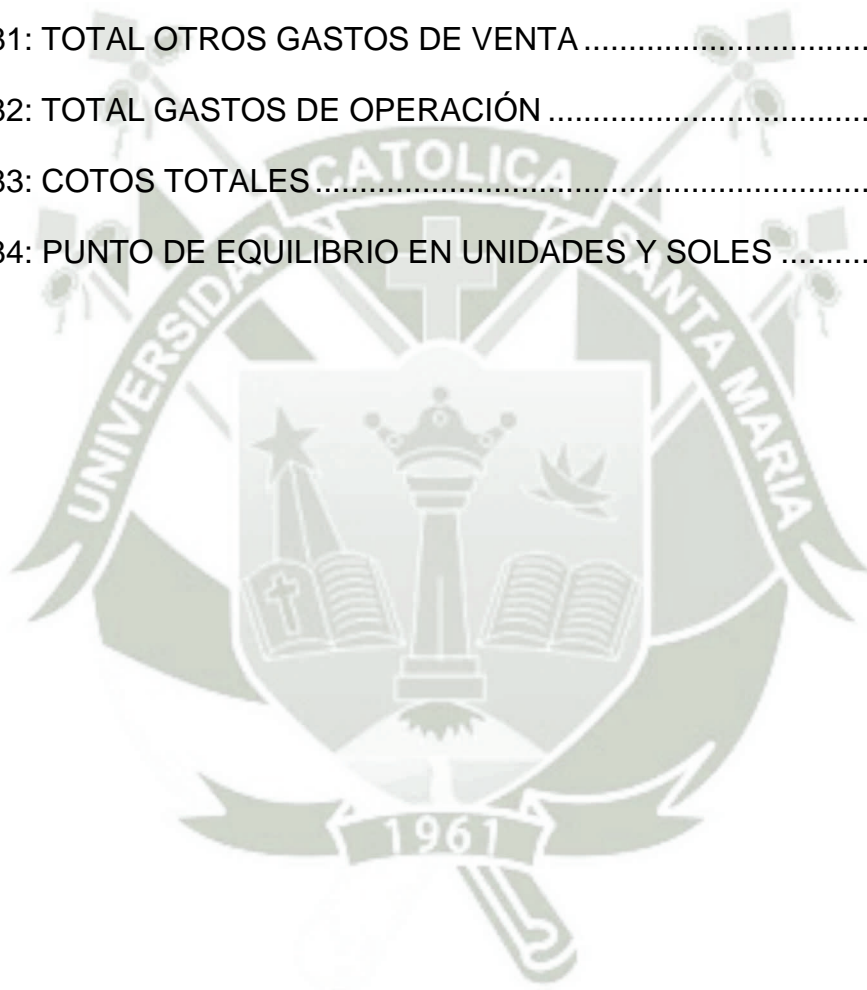 31: TOTAL OTROS GASTOS DE VENTA ................................
32: TOTAL GASTOS DE OPERACIÓN ....................................
33: COTOS TOTALES ..............................................................
34: PUNTO DE EQUILIBRIO EN UNIDADES Y SOLES ..........
UNIVERSIDAD CATOLICA SANTA MARIA
1961